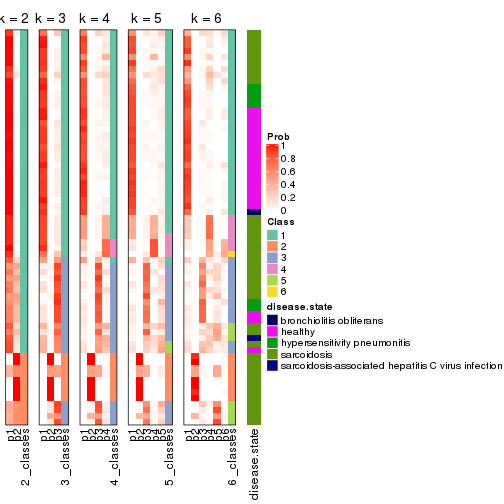 k = 2 k = 3 k = 4 k = 5 k = 6
Prob
1
0.8
0.6
0.4
0.2
0
Class
1
2
3
4
5
6
disease.state
bronchiolitis obliterans
healthy
hypersensitivity pneumonitis
sarcoidosis
sarcoidosis-associated hepatitis C virus infection
p1 p2 2_classes p1 p2 p3 3_classes p1 p2 p3 p4 4_classes p1 p2 p3 p4 p5 5_classes p1 p2 p3 p4 p5 p6 6_classes disease.state